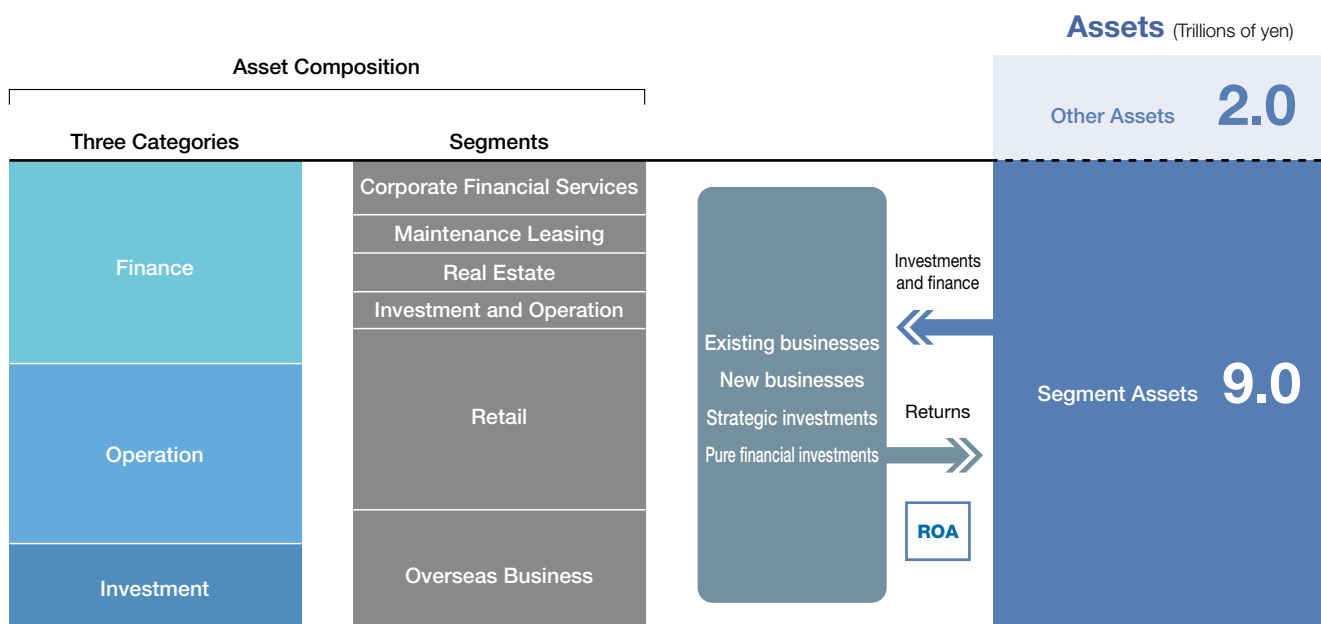 Assets (Trillions of yen)
Asset Composition
Other Assets 2.0
Three Categories
Segments
Finance
Operation
Investment
Corporate Financial Services
Maintenance Leasing
Real Estate
Investment and Operation
Retail
Overseas Business
Existing businesses
New businesses
Strategic investments
Pure financial investments
Investments
and finance
Returns
ROA
Segment Assets 9.0